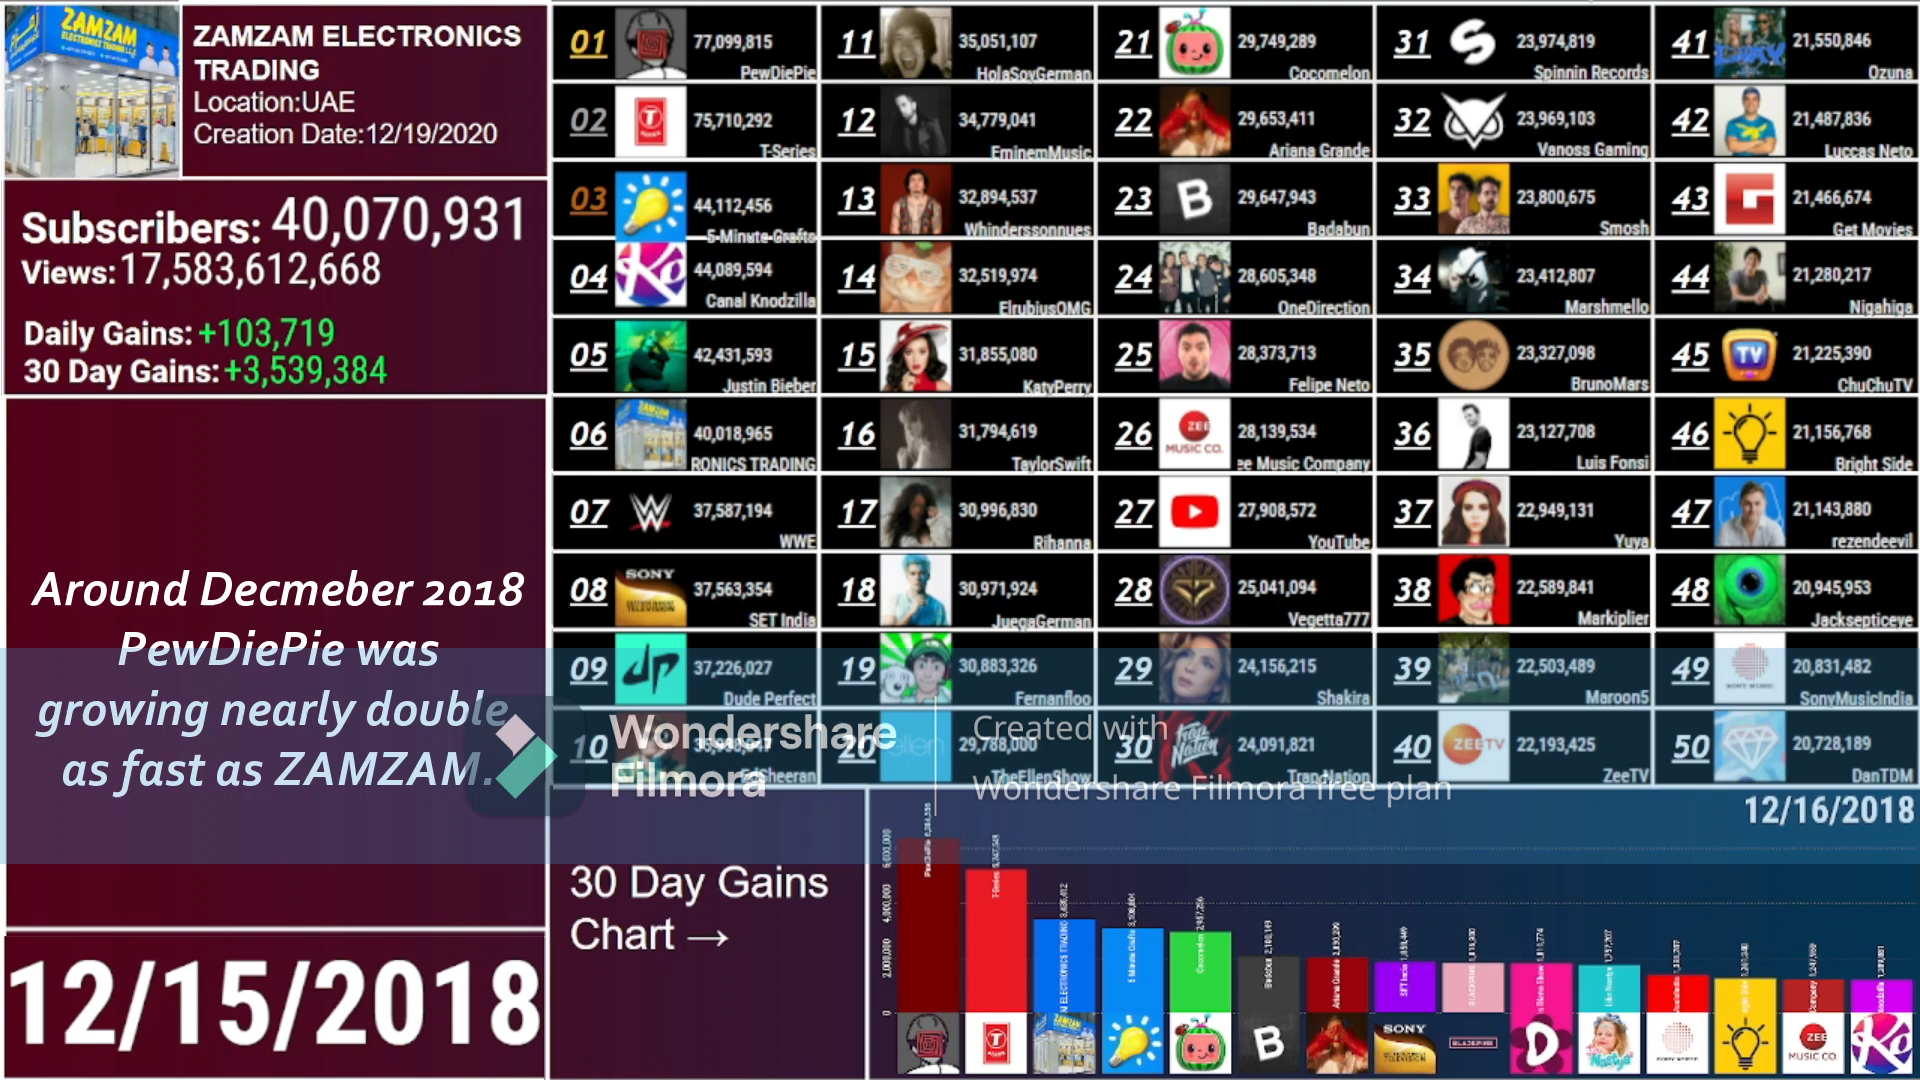 ZAMZAM ELECTRONICS
TRADING
Location:UAE
Creation Date:12/19/2020
Subscribers: 40,070,931
Views: 17,583,612,668
Daily Gains: +103,719
30 Day Gains: +3,539,384
Around Decmeber 2018
PewDiePie was
growing nearly double
as fast as ZAMZAM.
12/15/2018
01 77,099,815
PewDiePie
02 75,710,292
T-Series
03 44,112,456
5-Minute Crafts
04 44,089,594
Canal Kondzilla
05 42,431,593
Justin Bieber
06 40,018,965
RONICS TRADING
07 37,587,194
WWE
08 37,563,354
SET India
09 37,226,027
Dude Perfect
10
EdSheeran
11 35,051,107
HolaSoyGerman
12 34,779,041
EminemMusic
13 32,894,537
Whinderssonnues
14 32,519,974
ElrubiusOMG
15 31,855,080
KatyPerry
16 31,794,619
TaylorSwift
17 30,996,830
Rihanna
18 30,971,924
JuegaGerman
19 30,883,326
Fernanfloo
20 29,788,000
TheEllenShow
21 29,749,289
Cocomelon
22 29,653,411
Ariana Grande
23 29,647,943
Badabun
24 28,605,348
OneDirection
25 28,373,713
Felipe Neto
26 28,139,534
ee Music Company
27 27,908,572
YouTube
28 25,041,094
Vegetta777
29 24,156,215
Shakira
30 24,091,821
Trap Nation
31 23,974,819
Spinnin Records
32 23,969,103
Vanoss Gaming
33 23,800,675
Smosh
34 23,412,807
Marshmello
35 23,327,098
BrunoMars
36 23,127,708
Luis Fonsi
37 22,949,131
Yuya
38 22,589,841
Markiplier
39 22,503,489
Maroon5
40 22,193,425
ZeeTV
41 21,550,846
Ozuna
42 21,487,836
Luccas Neto
43 21,466,674
Get Movies
44 21,280,217
Nigahiga
45 21,225,390
ChuChuTV
46 21,156,768
Bright Side
47 21,143,880
rezendeevil
48 20,945,953
Jacksepticeye
49 20,831,482
SonyMusicIndia
50 20,728,189
DanTDM
Wondershare
Filmora
Created with
Wondershare Filmora free plan
12/16/2018
30 Day Gains
Chart →
6,000,000
4,000,000
2,000,000
0